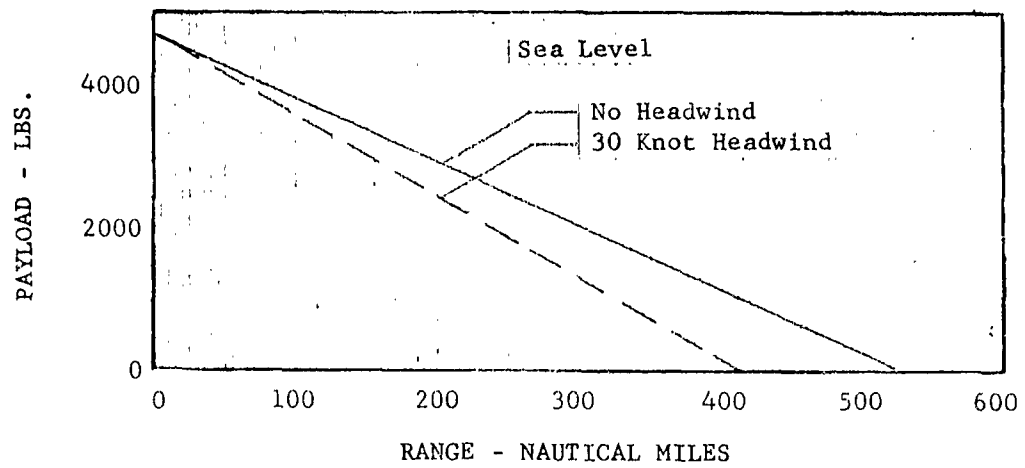 Sea Level
No Headwind
30 Knot Headwind
PAYLOAD - LBS.
4000
2000
0
0 100 200 300 400 500 600
RANGE - NAUTICAL MILES